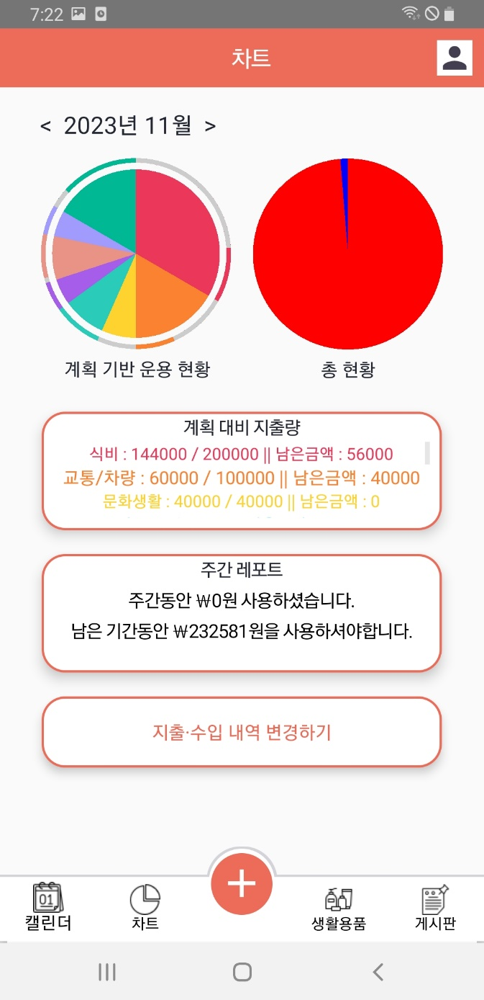 7:22
차트
< 2023년 11월 >
계획 기반 운용 현황
총 현황
계획 대비 지출량
식비 : 144000 / 200000 || 남은금액 : 56000
교통/차량 : 60000 / 100000 || 남은금액 : 40000
문화생활 : 40000 / 40000 || 남은금액 : 0
주간 레포트
주간동안 ₩0원 사용하셨습니다.
남은 기간동안 ₩232581원을 사용하셔야합니다.
지출·수입 내역 변경하기
01
캘린더
차트
생활용품
게시판